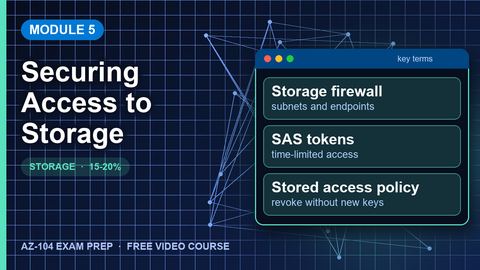 MODULE 5
Securing
Access to
Storage
STORAGE · 15-20%
AZ-104 EXAM PREP · FREE VIDEO COURSE
key terms
Storage firewall
subnets and endpoints
SAS tokens
time-limited access
Stored access policy
revoke without new keys